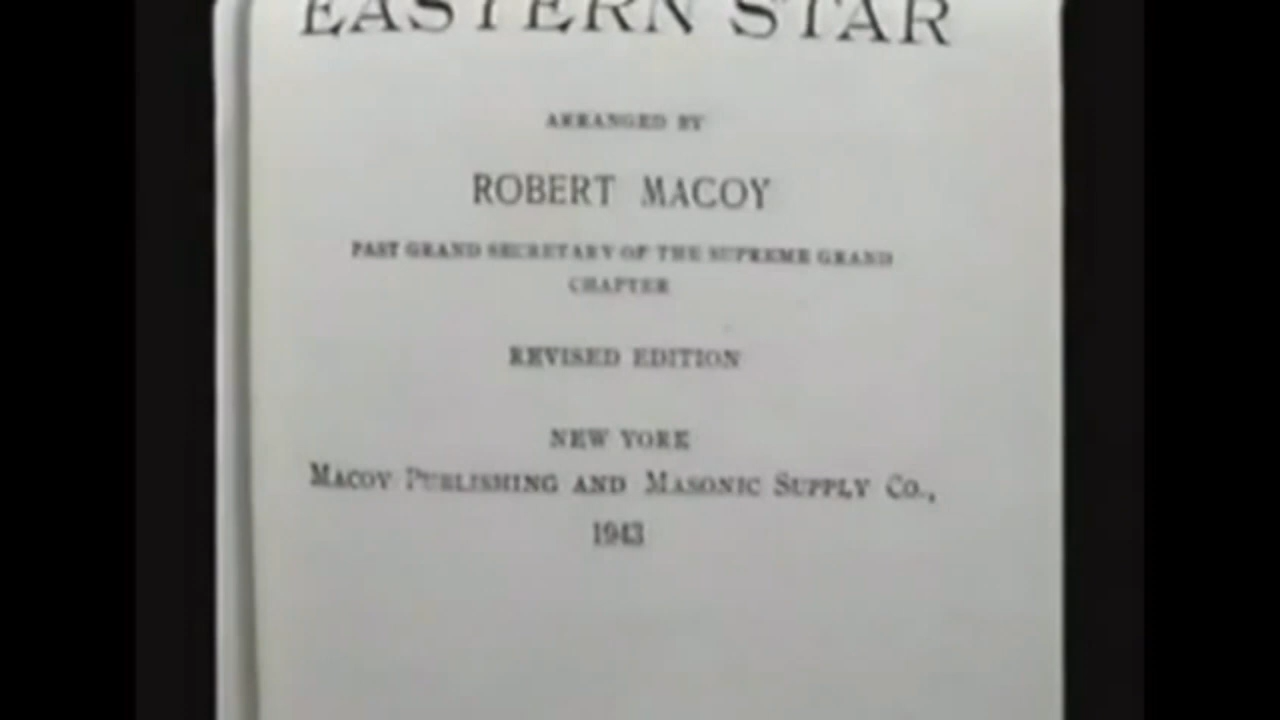 EASTERN STAR
ARRANGED BY
ROBERT MACOY
PAST GRAND SECRETARY OF THE SUPREME GRAND
CHAPTER
REVISED EDITION
NEW YORK
MACOY PUBLISHING AND MASONIC SUPPLY CO.,
1943